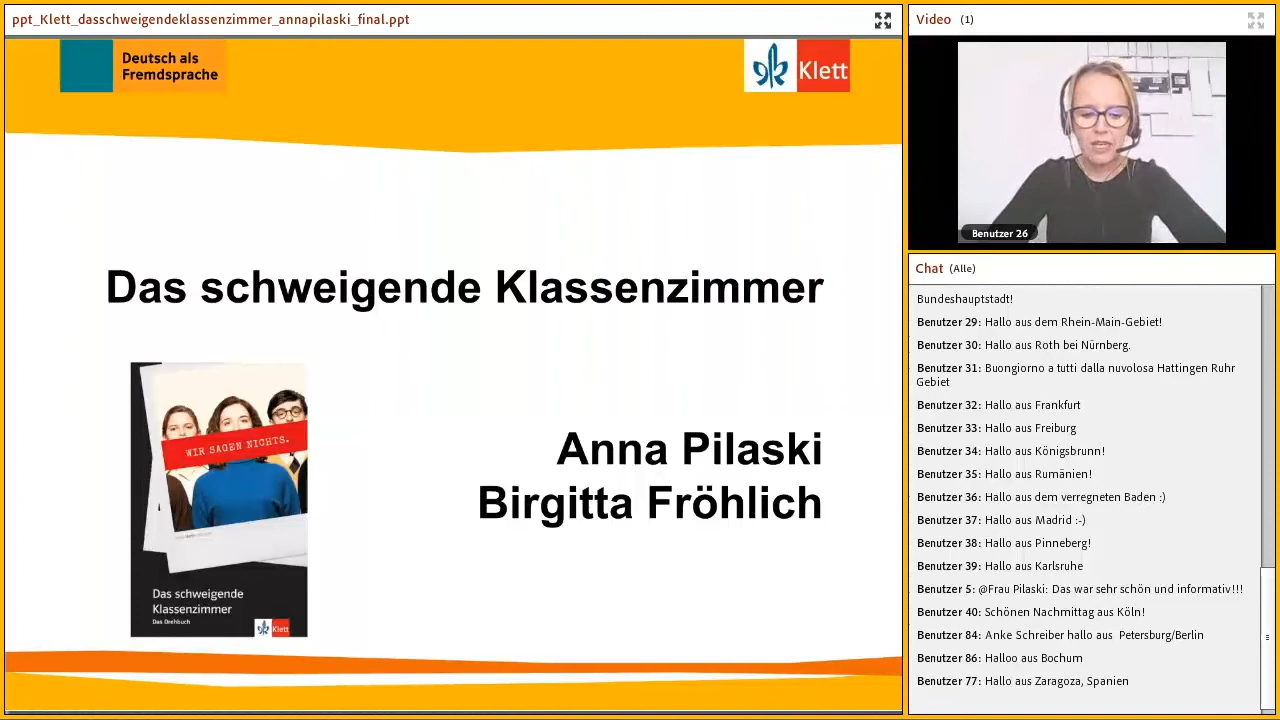 ppt_Klett_dasschweigendeklassenzimmer_annapilaski_final.ppt
Deutsch als
Fremdsprache
Klett
Das schweigende Klassenzimmer
WIR SAGEN NICHTS.
Das schweigende
Klassenzimmer
Das Drehbuch
Klett
Anna Pilaski
Birgitta Fröhlich
Video (1)
Benutzer 26
Chat (Alle)
Bundeshauptstadt!
Benutzer 29: Hallo aus dem Rhein-Main-Gebiet!
Benutzer 30: Hallo aus Roth bei Nürnberg.
Benutzer 31: Buongiorno a tutti dalla nuvolosa Hattingen Ruhr
Gebiet
Benutzer 32: Hallo aus Frankfurt
Benutzer 33: Hallo aus Freiburg
Benutzer 34: Hallo aus Königsbrunn!
Benutzer 35: Hallo aus Rumänien!
Benutzer 36: Hallo aus dem verregneten Baden :)
Benutzer 37: Hallo aus Madrid :-)
Benutzer 38: Hallo aus Pinneberg!
Benutzer 39: Hallo aus Karlsruhe
Benutzer 5: @Frau Pilaski: Das war sehr schön und informativ!!!
Benutzer 40: Schönen Nachmittag aus Köln!
Benutzer 84: Anke Schreiber hallo aus Petersburg/Berlin
Benutzer 86: Halloo aus Bochum
Benutzer 77: Hallo aus Zaragoza, Spanien